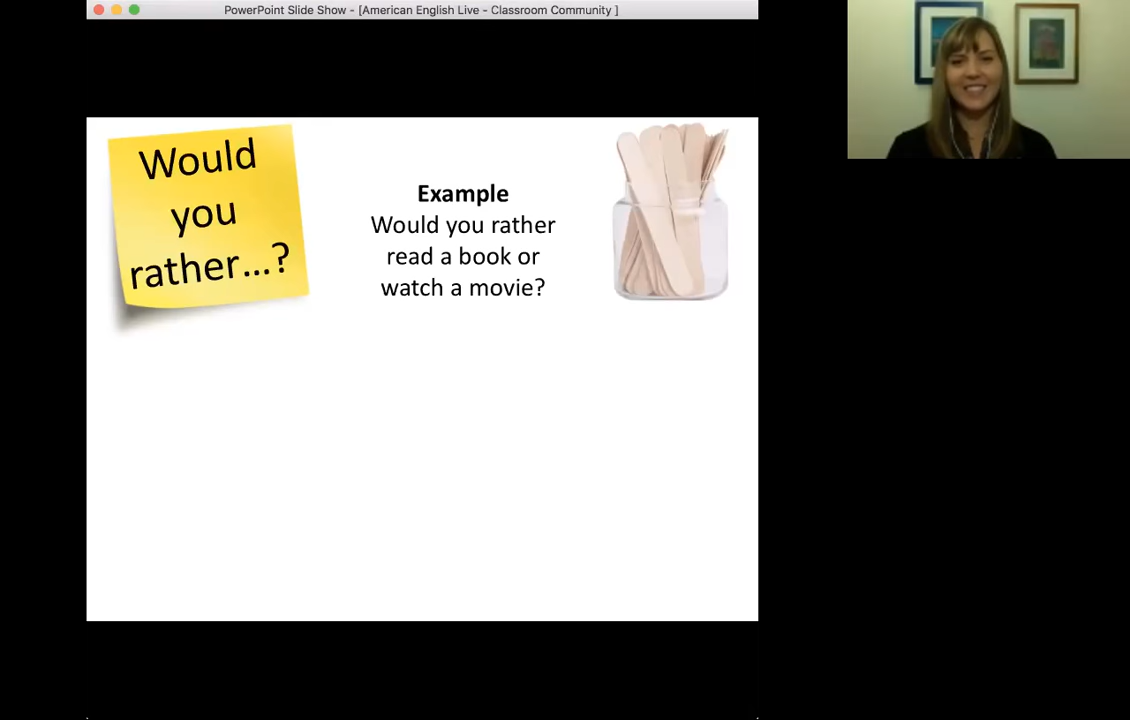 PowerPoint Slide Show - [American English Live - Classroom Community ]
Would
you
rather...?
Example
Would you rather
read a book or
watch a movie?